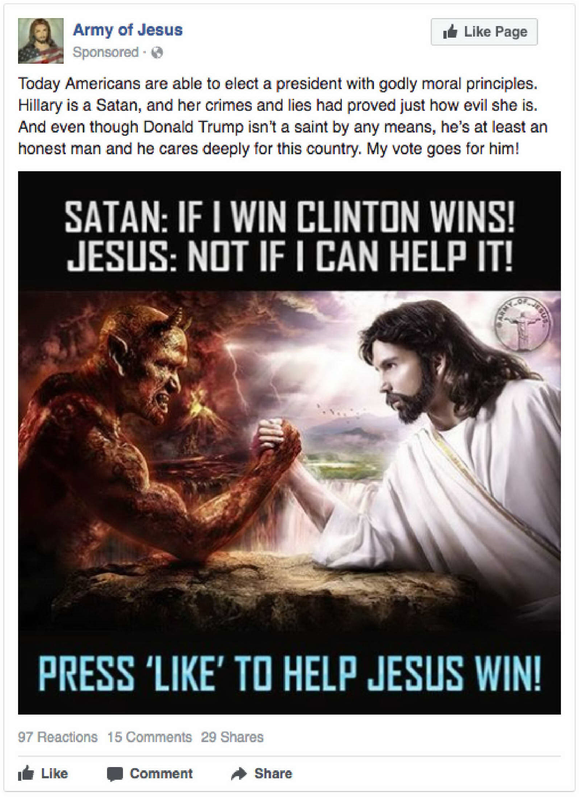 Army of Jesus
Like Page
Sponsored ·
Today Americans are able to elect a president with godly moral principles.
Hillary is a Satan, and her crimes and lies had proved just how evil she is.
And even though Donald Trump isn't a saint by any means, he's at least an
honest man and he cares deeply for this country. My vote goes for him!
SATAN: IF I WIN CLINTON WINS!
JESUS: NOT IF I CAN HELP IT!
ARMY OF JESUS
PRESS 'LIKE' TO HELP JESUS WIN!
97 Reactions 15 Comments 29 Shares
Like Comment Share